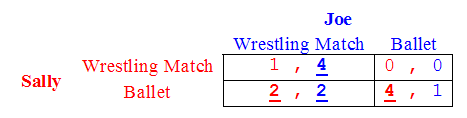 Joe
Wrestling Match Ballet
Wrestling Match 1 , 4 0 , 0
Sally
Ballet 2 , 2 4 , 1